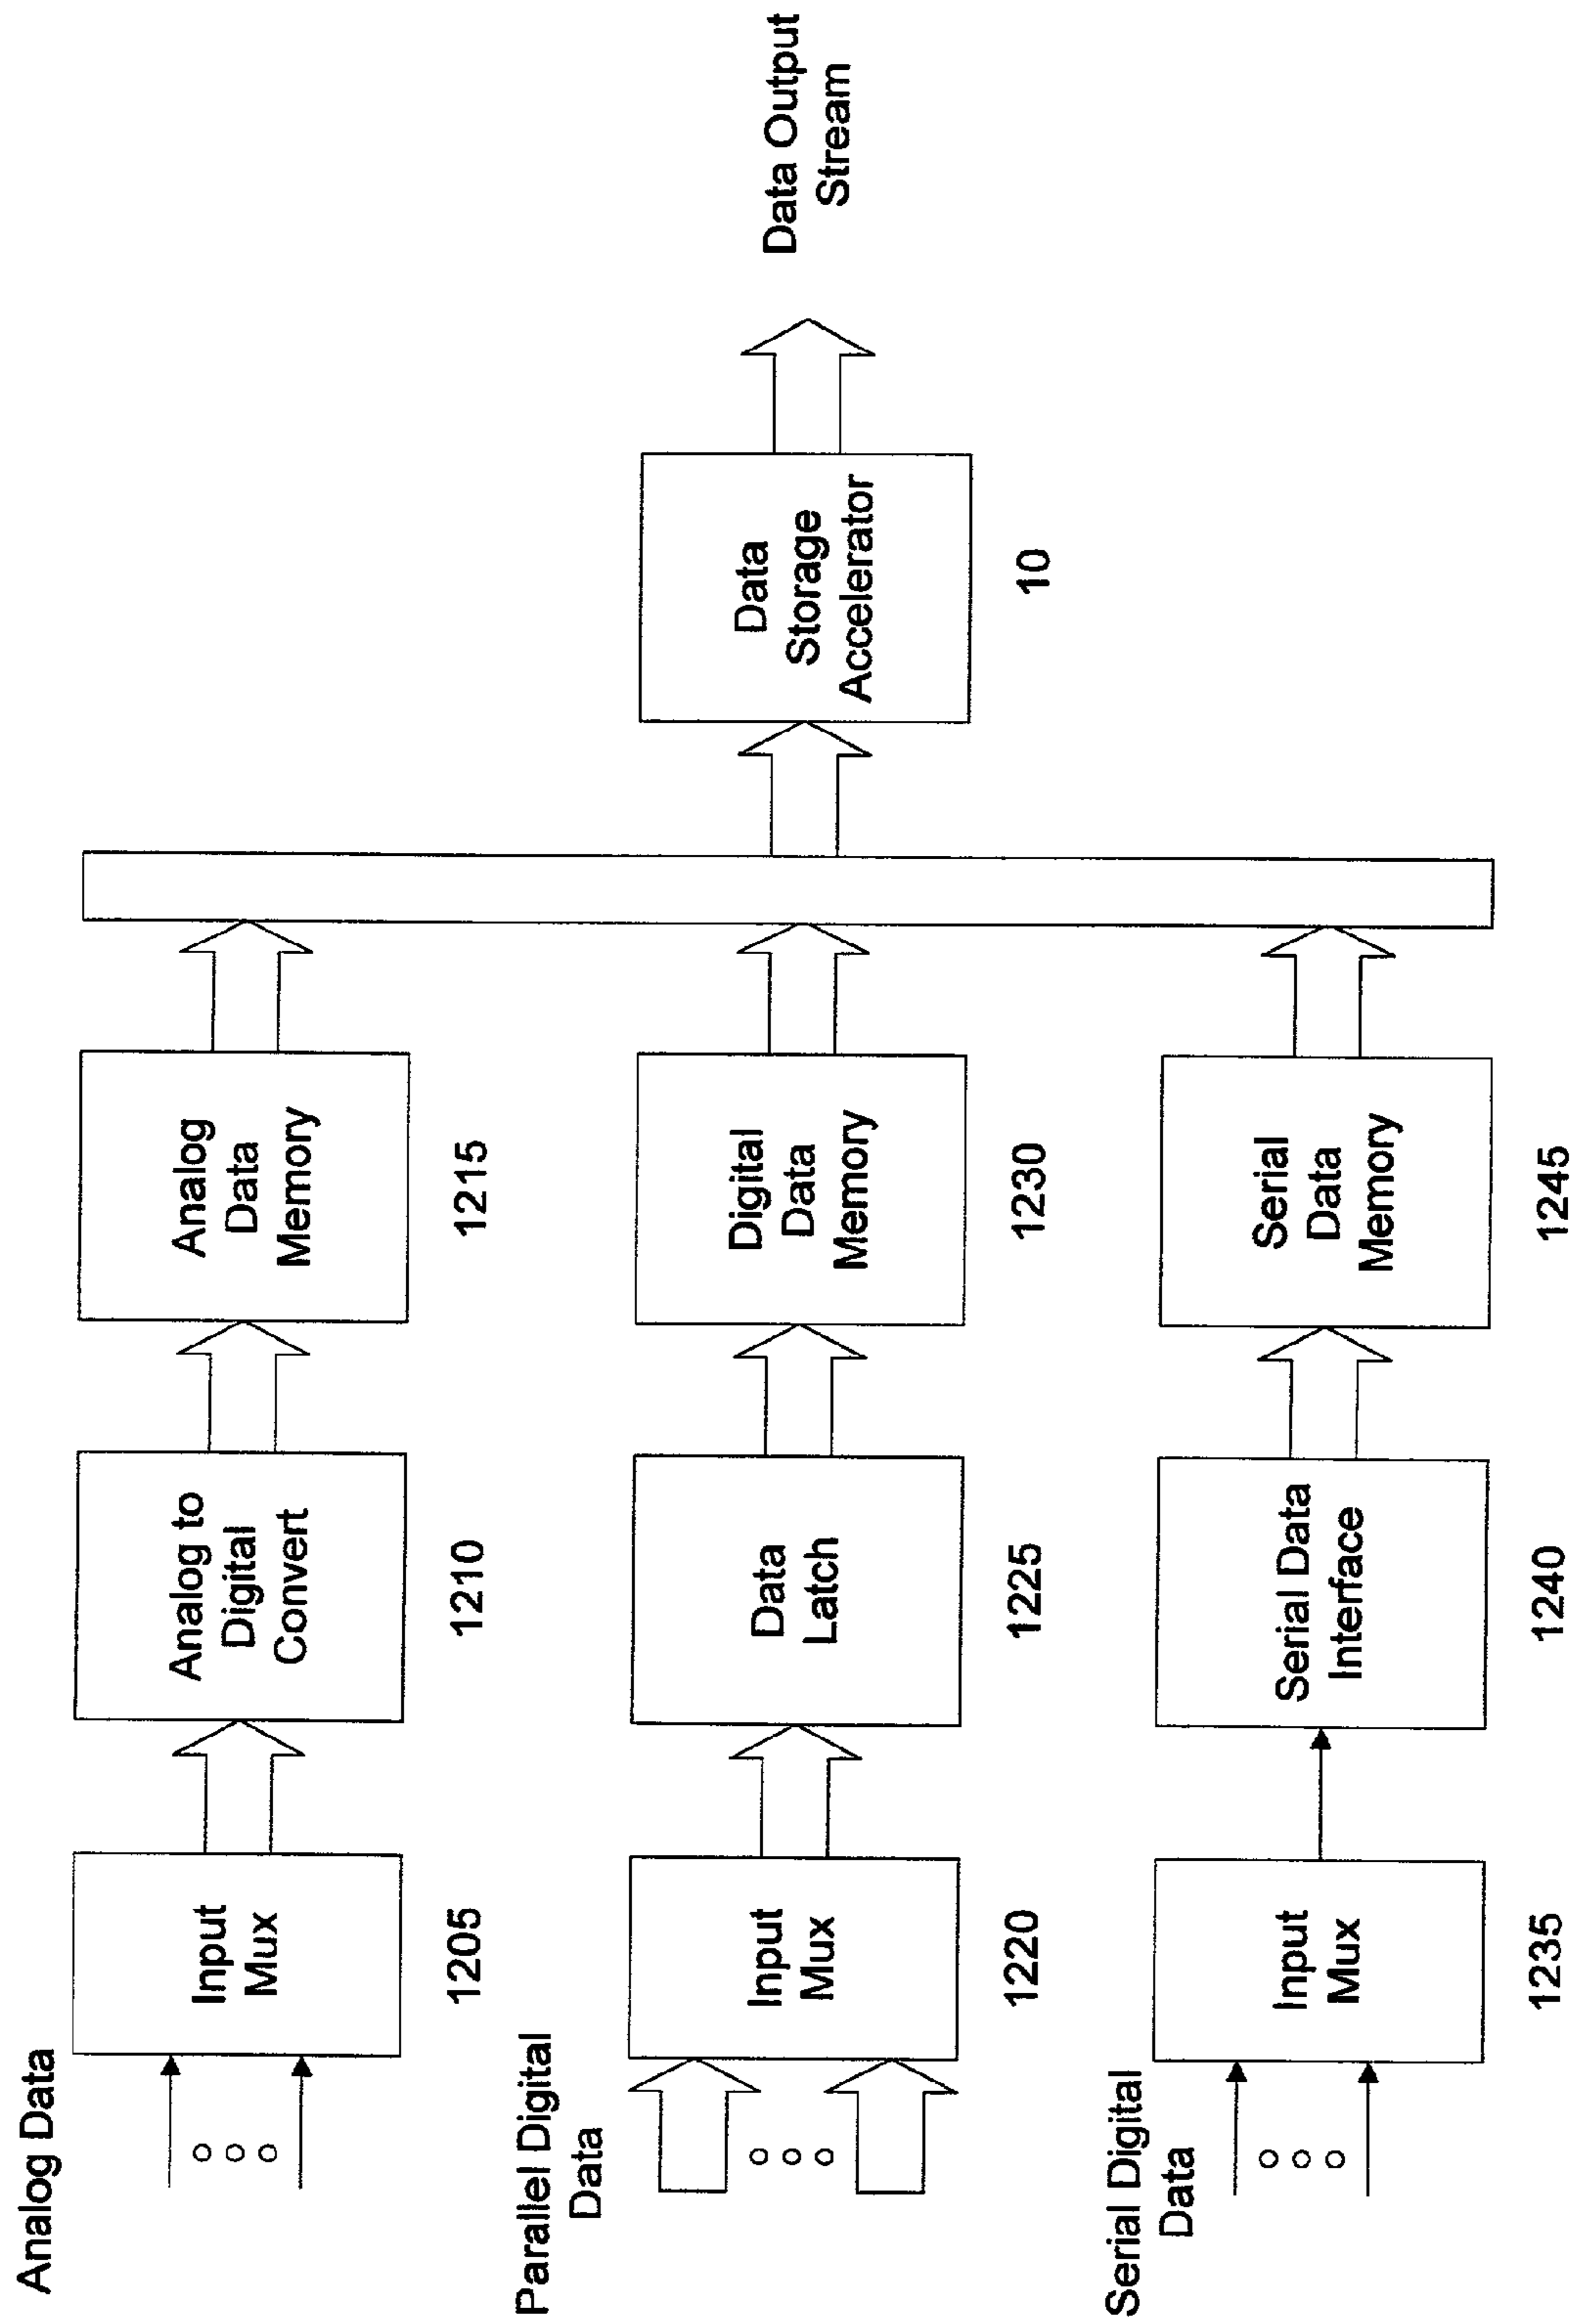 Analog Data
Input
Mux
1205
Analog to
Digital
Convert
1210
Analog
Data
Memory
1215
Parallel Digital
Data
Input
Mux
1220
Data
Latch
1225
Digital
Data
Memory
1230
Data
Storage
Accelerator
10
Data Output
Stream
Serial Digital
Data
Input
Mux
1235
Serial Data
Interface
1240
Serial
Data
Memory
1245